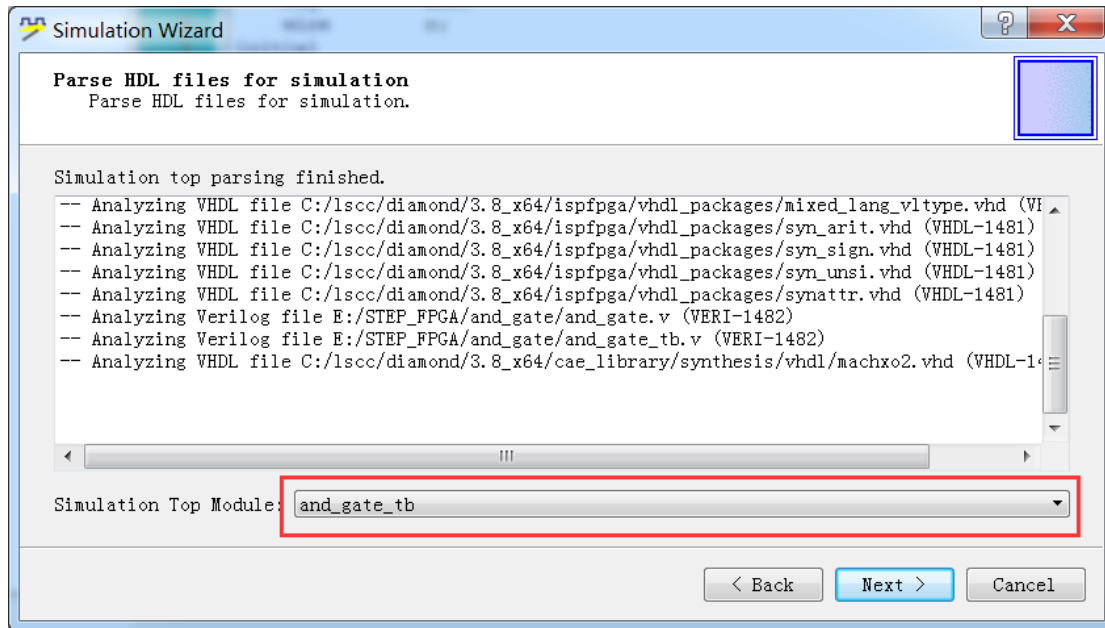 Simulation Wizard
Parse HDL files for simulation
Parse HDL files for simulation.
Simulation top parsing finished.
-- Analyzing VHDL file C:/lscc/diamond/3.8_x64/ispfpga/vhdl_packages/mixed_lang_vltype.vhd (VH
-- Analyzing VHDL file C:/lscc/diamond/3.8_x64/ispfpga/vhdl_packages/syn_arit.vhd (VHDL-1481)
-- Analyzing VHDL file C:/lscc/diamond/3.8_x64/ispfpga/vhdl_packages/syn_sign.vhd (VHDL-1481)
-- Analyzing VHDL file C:/lscc/diamond/3.8_x64/ispfpga/vhdl_packages/syn_unsi.vhd (VHDL-1481)
-- Analyzing VHDL file C:/lscc/diamond/3.8_x64/ispfpga/vhdl_packages/synattr.vhd (VHDL-1481)
-- Analyzing Verilog file E:/STEP_FPGA/and_gate/and_gate.v (VERI-1482)
-- Analyzing Verilog file E:/STEP_FPGA/and_gate/and_gate_tb.v (VERI-1482)
-- Analyzing VHDL file C:/lscc/diamond/3.8_x64/cae_library/synthesis/vhdl/machxo2.vhd (VHDL-1
Simulation Top Module: and_gate_tb
< Back Next > Cancel